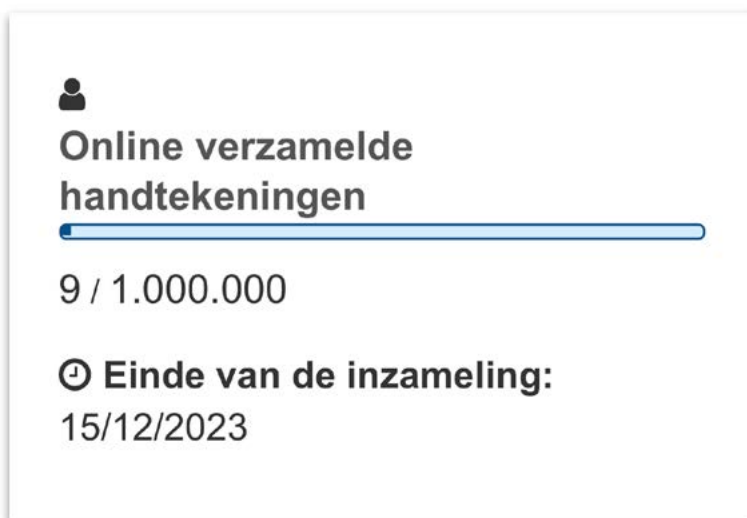 Online verzamelde
handtekeningen
9 / 1.000.000
Einde van de inzameling:
15/12/2023